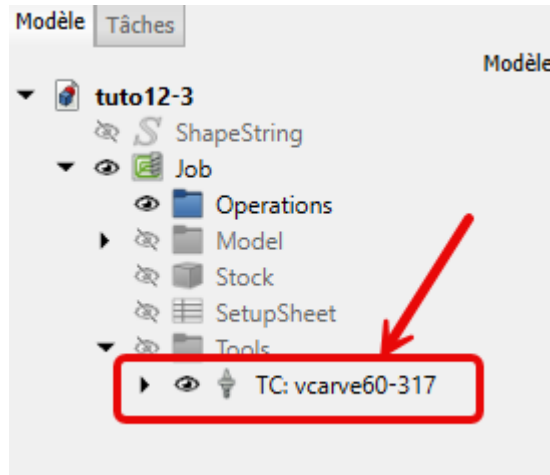 Modèle Tâches
Modèle
tuto12-3
ShapeString
Job
Operations
Model
Stock
SetupSheet
Tools
TC: vcarve60-317